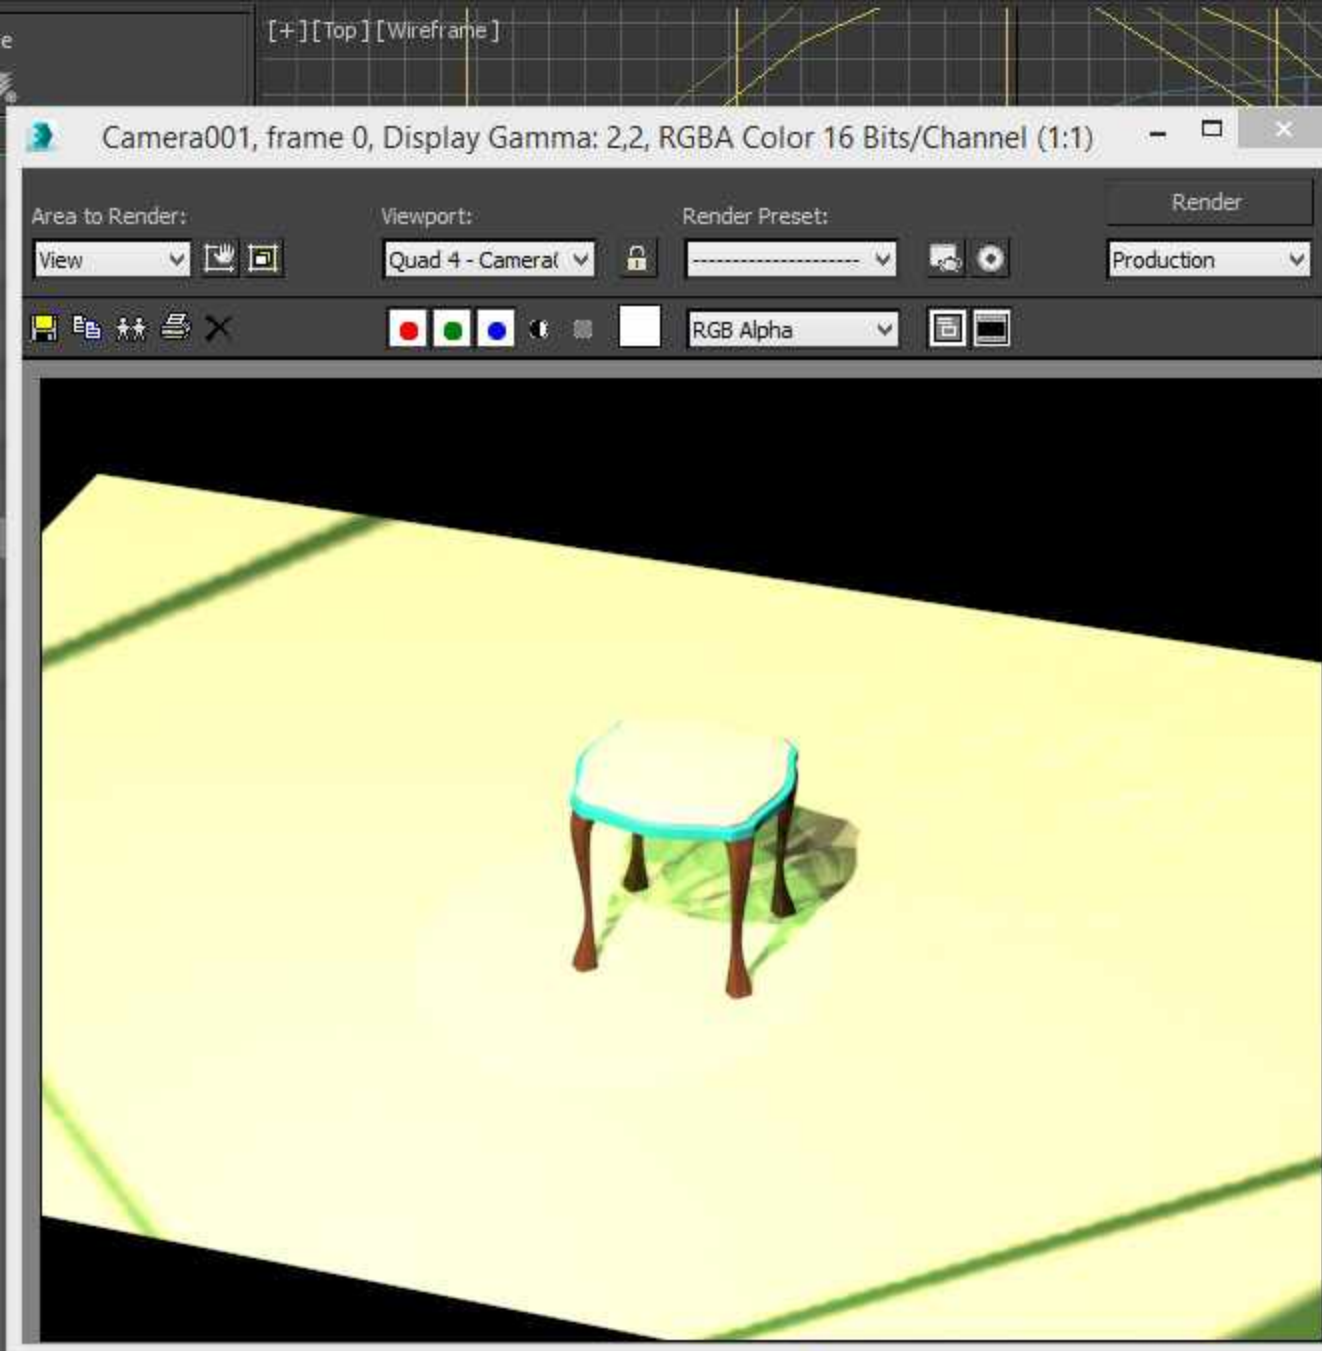 e
[+][Top][Wireframe]
Camera001, frame 0, Display Gamma: 2,2, RGBA Color 16 Bits/Channel (1:1)
Area to Render:
Viewport:
Render Preset:
Render
View
Quad 4 - Camera(
--------------------
Production
RGB Alpha